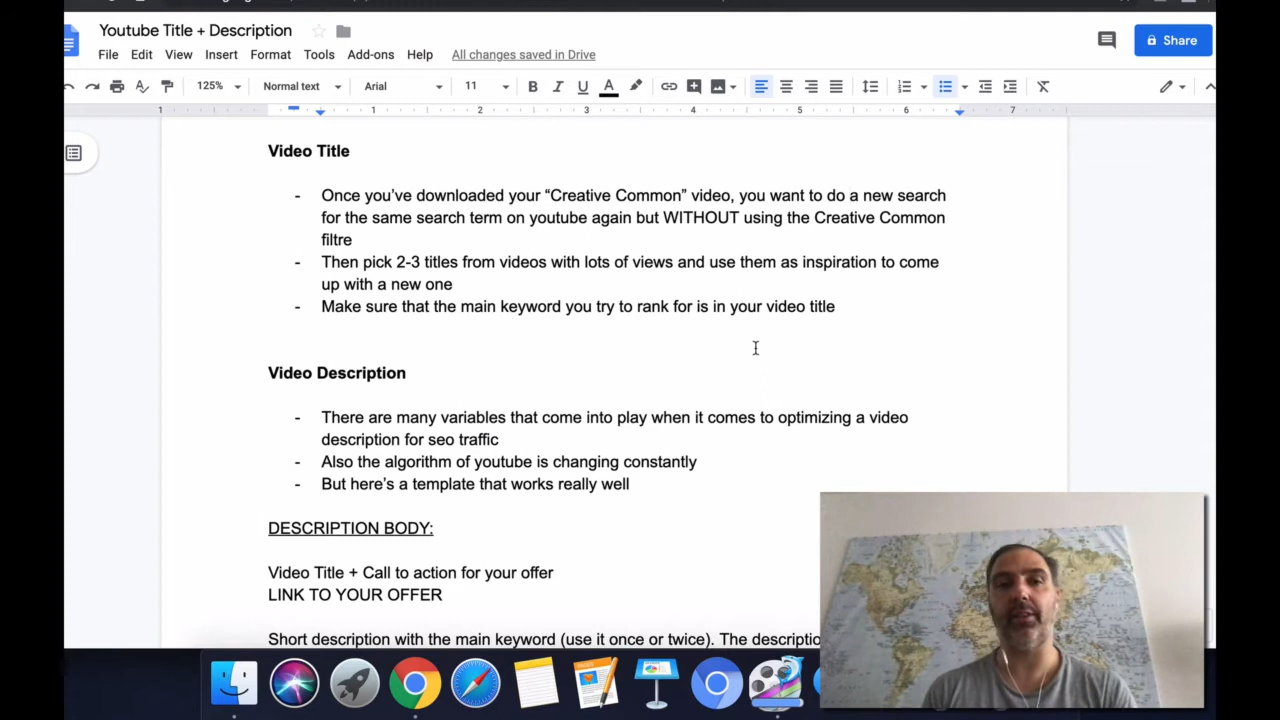 Youtube Title + Description
File Edit View Insert Format Tools Add-ons Help All changes saved in Drive
Share
125% Normal text Arial 11 B I U A
1 1 2 3 4 5 6 7
Video Title
- Once you’ve downloaded your “Creative Common” video, you want to do a new search
for the same search term on youtube again but WITHOUT using the Creative Common
filtre
- Then pick 2-3 titles from videos with lots of views and use them as inspiration to come
up with a new one
- Make sure that the main keyword you try to rank for is in your video title
Video Description
- There are many variables that come into play when it comes to optimizing a video
description for seo traffic
- Also the algorithm of youtube is changing constantly
- But here’s a template that works really well
DESCRIPTION BODY:
Video Title + Call to action for your offer
LINK TO YOUR OFFER
Short description with the main keyword (use it once or twice). The descriptio